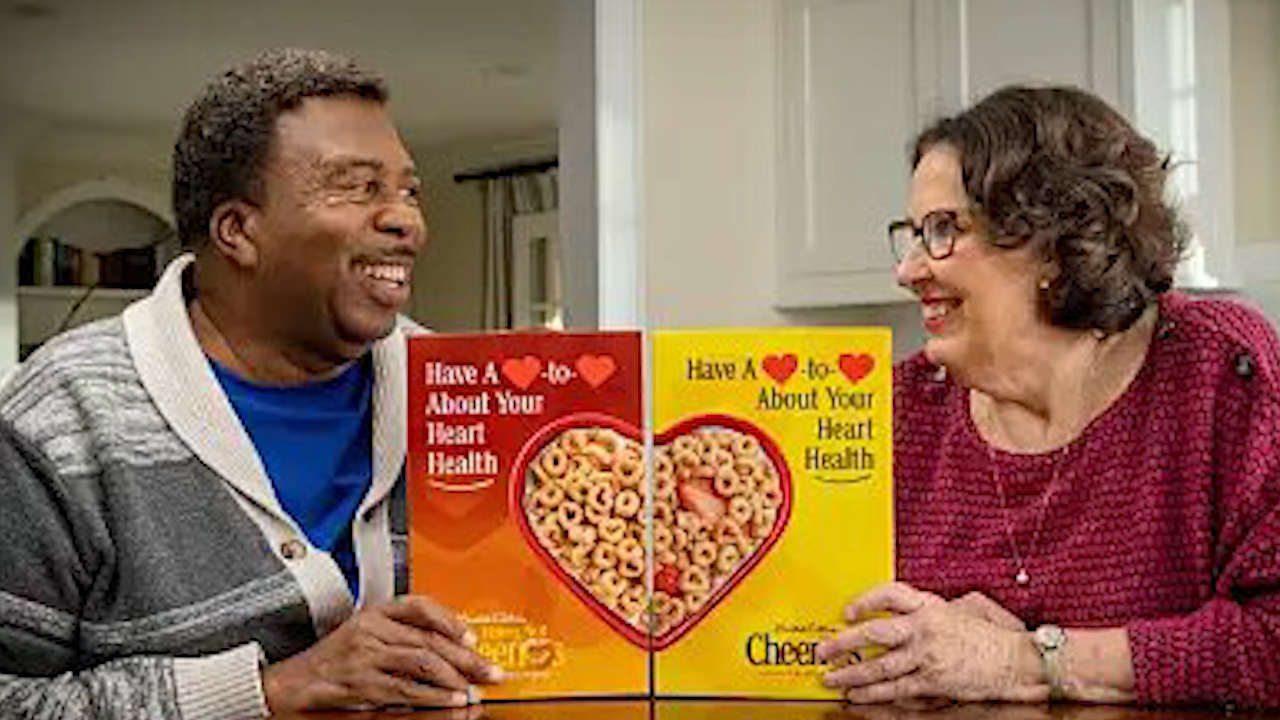 Have A ❤-to-❤
About Your
Heart
Health
Have A ❤-to-❤
About Your
Heart
Health
Cheerios